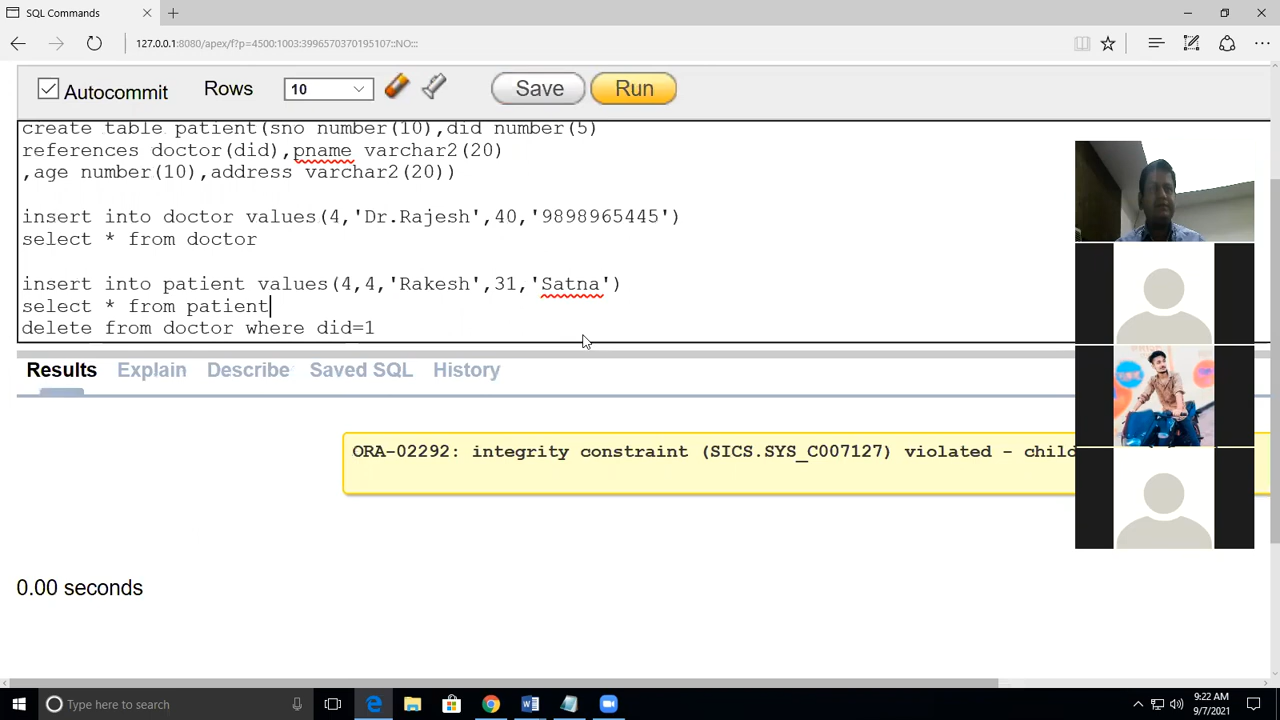 SQL Commands
127.0.0.1:8080/apex/f?p=4500:1003:3996570370195107::NO:::
Autocommit Rows 10 Save Run
create table patient(sno number(10),did number(5)
references doctor(did),pname varchar2(20)
,age number(10),address varchar2(20))
insert into doctor values(4,'Dr.Rajesh',40,'9898965445')
select * from doctor
insert into patient values(4,4,'Rakesh',31,'Satna')
select * from patient
delete from doctor where did=1
Results Explain Describe Saved SQL History
ORA-02292: integrity constraint (SICS.SYS_C007127) violated - child
0.00 seconds
Type here to search
9:22 AM
9/7/2021